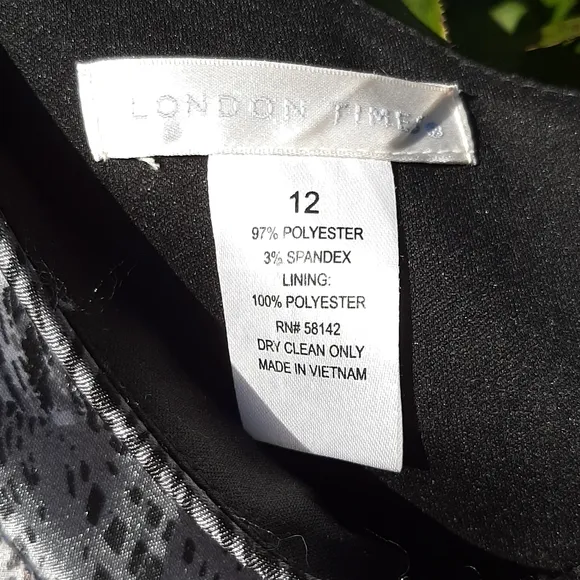 LONDON TIMES®
12
97% POLYESTER
3% SPANDEX
LINING:
100% POLYESTER
RN# 58142
DRY CLEAN ONLY
MADE IN VIETNAM